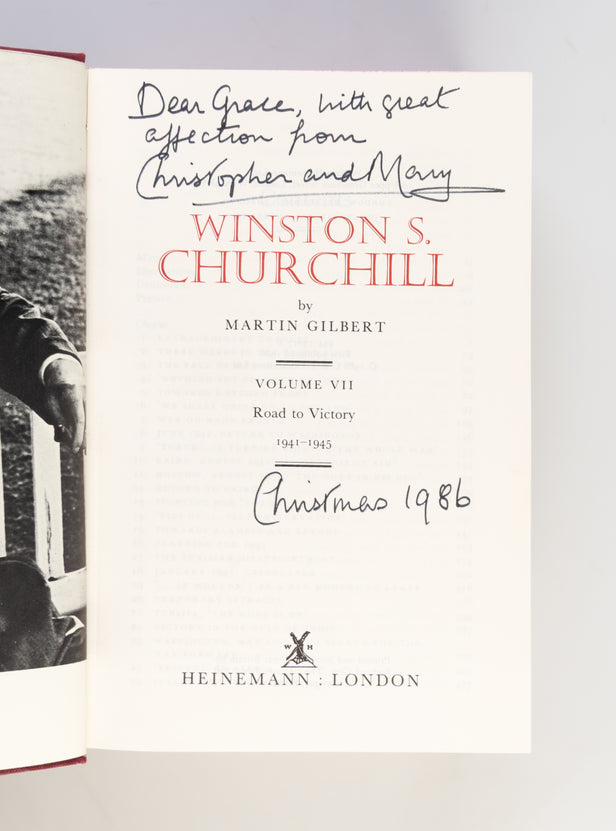 Dear Grace, with great
affection from
Christopher and Mary
WINSTON S.
CHURCHILL
by
MARTIN GILBERT
VOLUME VII
Road to Victory
1941–1945
Christmas 1986
W H
HEINEMANN : LONDON